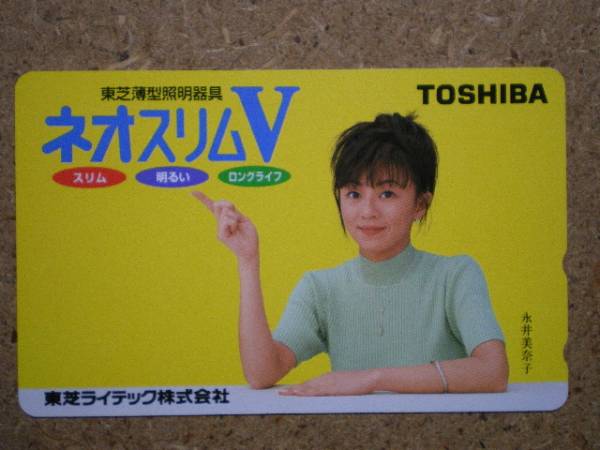 東芝薄型照明器具
TOSHIBA
ネオスリムV
スリム 明るい ロングライフ
永井美奈子
東芝ライテック株式会社